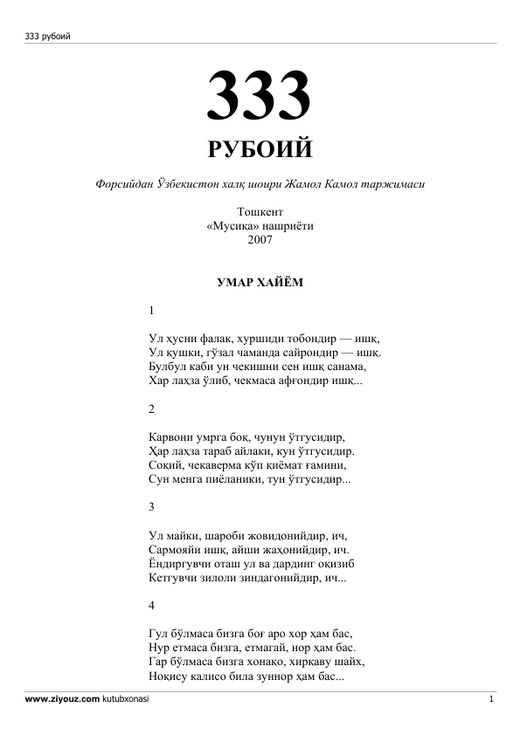 333 рубоий
333
РУБОИЙ
Форсийдан Ўзбекистон халқ шоири Жамол Камол таржимаси
Тошкент
«Мусиқа» нашриёти
2007
УМАР ХАЙЁМ
1
Ул ҳусни фалак, хуршиди тобондир — ишқ,
Ул қушки, гўзал чаманда сайрондир — ишқ.
Булбул каби ун чекишни сен ишқ санама,
Хар лаҳза ўлиб, чекмаса афғондир ишқ...
2
Карвони умрга боқ, чунун ўтгусидир,
Ҳар лаҳза тараб айлаки, кун ўтгусидир.
Соқий, чекаверма кўп қиёмат ғамини,
Сун менга пиёланики, тун ўтгусидир...
3
Ул майки, шароби жовидонийдир, ич,
Сармояйи ишқ, айши жаҳонийдир, ич.
Ёндиргувчи оташ ул ва дардинг оқизиб
Кетгувчи зилоли зиндагонийдир, ич...
4
Гул бўлмаса бизга боғ аро хор ҳам бас,
Нур етмаса бизга, етмагай, нор ҳам бас.
Гар бўлмаса бизга хонақо, хирқаву шайх,
Ноқису калисо била зуннор ҳам бас...
www.ziyouz.com kutubxonasi
1